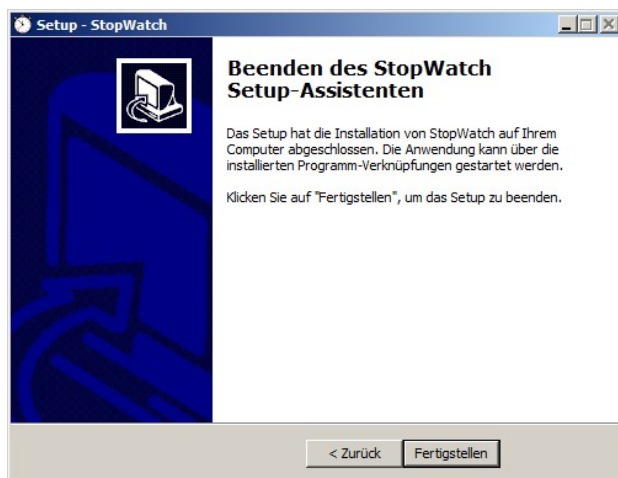 Setup - StopWatch
Beenden des StopWatch
Setup-Assistenten
Das Setup hat die Installation von StopWatch auf Ihrem
Computer abgeschlossen. Die Anwendung kann über die
installierten Programm-Verknüpfungen gestartet werden.
Klicken Sie auf "Fertigstellen", um das Setup zu beenden.
< Zurück Fertigstellen